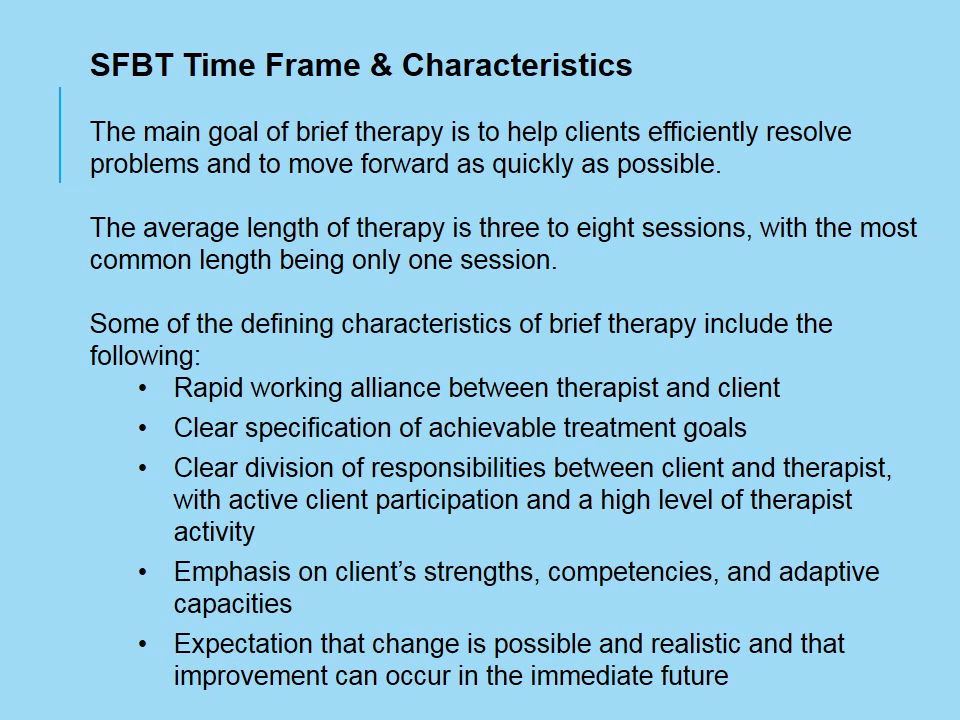 SFBT Time Frame & Characteristics
The main goal of brief therapy is to help clients efficiently resolve
problems and to move forward as quickly as possible.
The average length of therapy is three to eight sessions, with the most
common length being only one session.
Some of the defining characteristics of brief therapy include the
following:
• Rapid working alliance between therapist and client
• Clear specification of achievable treatment goals
• Clear division of responsibilities between client and therapist,
with active client participation and a high level of therapist
activity
• Emphasis on client’s strengths, competencies, and adaptive
capacities
• Expectation that change is possible and realistic and that
improvement can occur in the immediate future